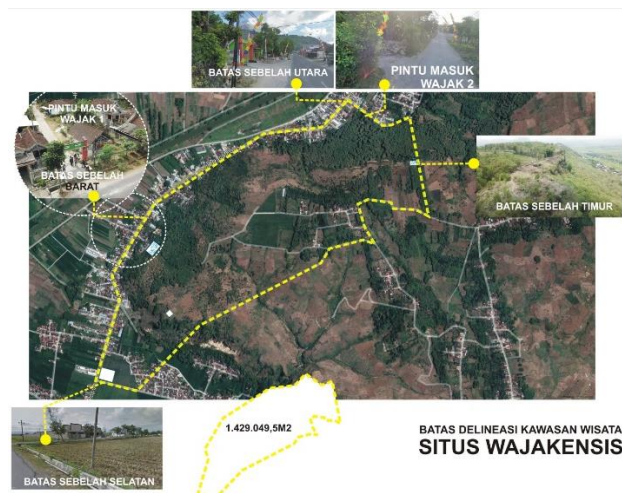 BATAS SEBELAH UTARA
PINTU MASUK
WAJAK 2
PINTU MASUK
WAJAK 1
BATAS SEBELAH
BARAT
BATAS SEBELAH TIMUR
1.429.049,5M2
BATAS DELINEASI KAWASAN WISATA
SITUS WAJAKENSIS
BATAS SEBELAH SELATAN